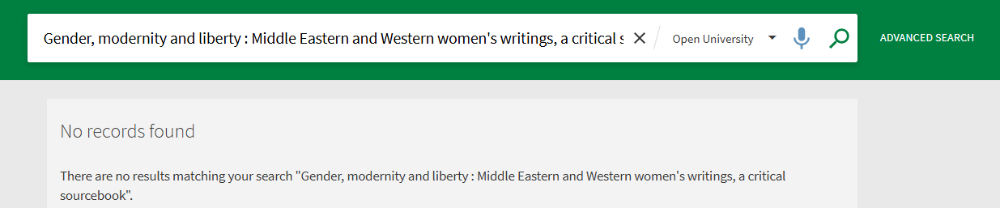 Gender, modernity and liberty : Middle Eastern and Western women's writings, a critical s
Open University
ADVANCED SEARCH
No records found
There are no results matching your search "Gender, modernity and liberty : Middle Eastern and Western women's writings, a critical
sourcebook".